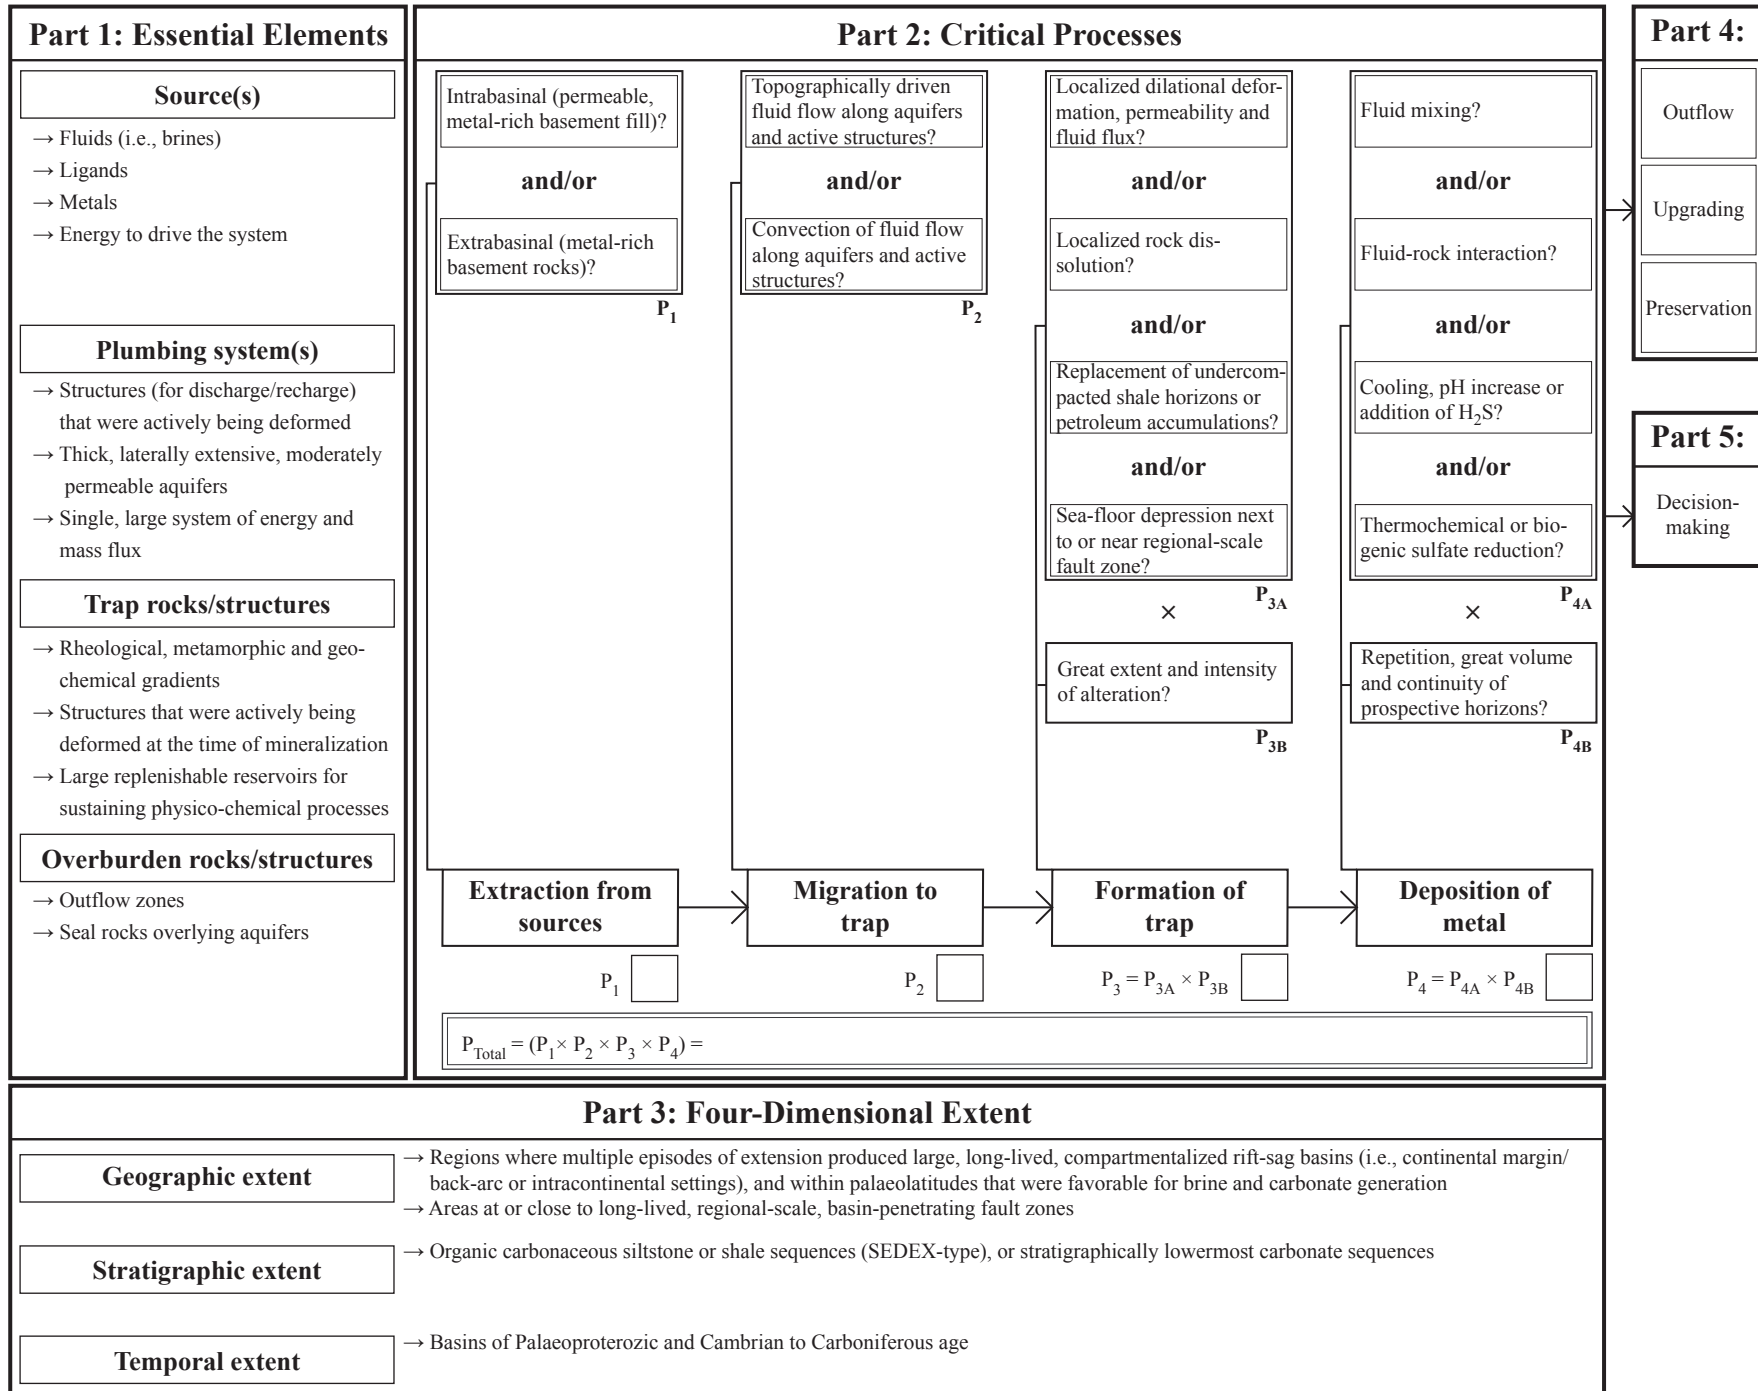 Part 1: Essential Elements
Source(s)
→ Fluids (i.e., brines)
→ Ligands
→ Metals
→ Energy to drive the system
Plumbing system(s)
→ Structures (for discharge/recharge)
that were actively being deformed
→ Thick, laterally extensive, moderately
permeable aquifers
→ Single, large system of energy and
mass flux
Trap rocks/structures
→ Rheological, metamorphic and geo-
chemical gradients
→ Structures that were actively being
deformed at the time of mineralization
→ Large replenishable reservoirs for
sustaining physico-chemical processes
Overburden rocks/structures
→ Outflow zones
→ Seal rocks overlying aquifers
Part 2: Critical Processes
Intrabasinal (permeable,
metal-rich basement fill)?
and/or
Extrabasinal (metal-rich
basement rocks)?
P1
Topographically driven
fluid flow along aquifers
and active structures?
and/or
Convection of fluid flow
along aquifers and active
structures?
P2
Localized dilational defor-
mation, permeability and
fluid flux?
and/or
Localized rock dis-
solution?
and/or
Replacement of undercom-
pacted shale horizons or
petroleum accumulations?
and/or
Sea-floor depression next
to or near regional-scale
fault zone?
P3A
×
Great extent and intensity
of alteration?
P3B
Fluid mixing?
and/or
Fluid-rock interaction?
and/or
Cooling, pH increase or
addition of H2S?
and/or
Thermochemical or bio-
genic sulfate reduction?
P4A
×
Repetition, great volume
and continuity of
prospective horizons?
P4B
Extraction from
sources
Migration to
trap
Formation of
trap
Deposition of
metal
P1
P2
P3 = P3A × P3B
P4 = P4A × P4B
PTotal = (P1× P2 × P3 × P4) =
Part 4:
Outflow
Upgrading
Preservation
Part 5:
Decision-
making
Part 3: Four-Dimensional Extent
Geographic extent
→ Regions where multiple episodes of extension produced large, long-lived, compartmentalized rift-sag basins (i.e., continental margin/
back-arc or intracontinental settings), and within palaeolatitudes that were favorable for brine and carbonate generation
→ Areas at or close to long-lived, regional-scale, basin-penetrating fault zones
Stratigraphic extent
→ Organic carbonaceous siltstone or shale sequences (SEDEX-type), or stratigraphically lowermost carbonate sequences
Temporal extent
→ Basins of Palaeoproterozic and Cambrian to Carboniferous age